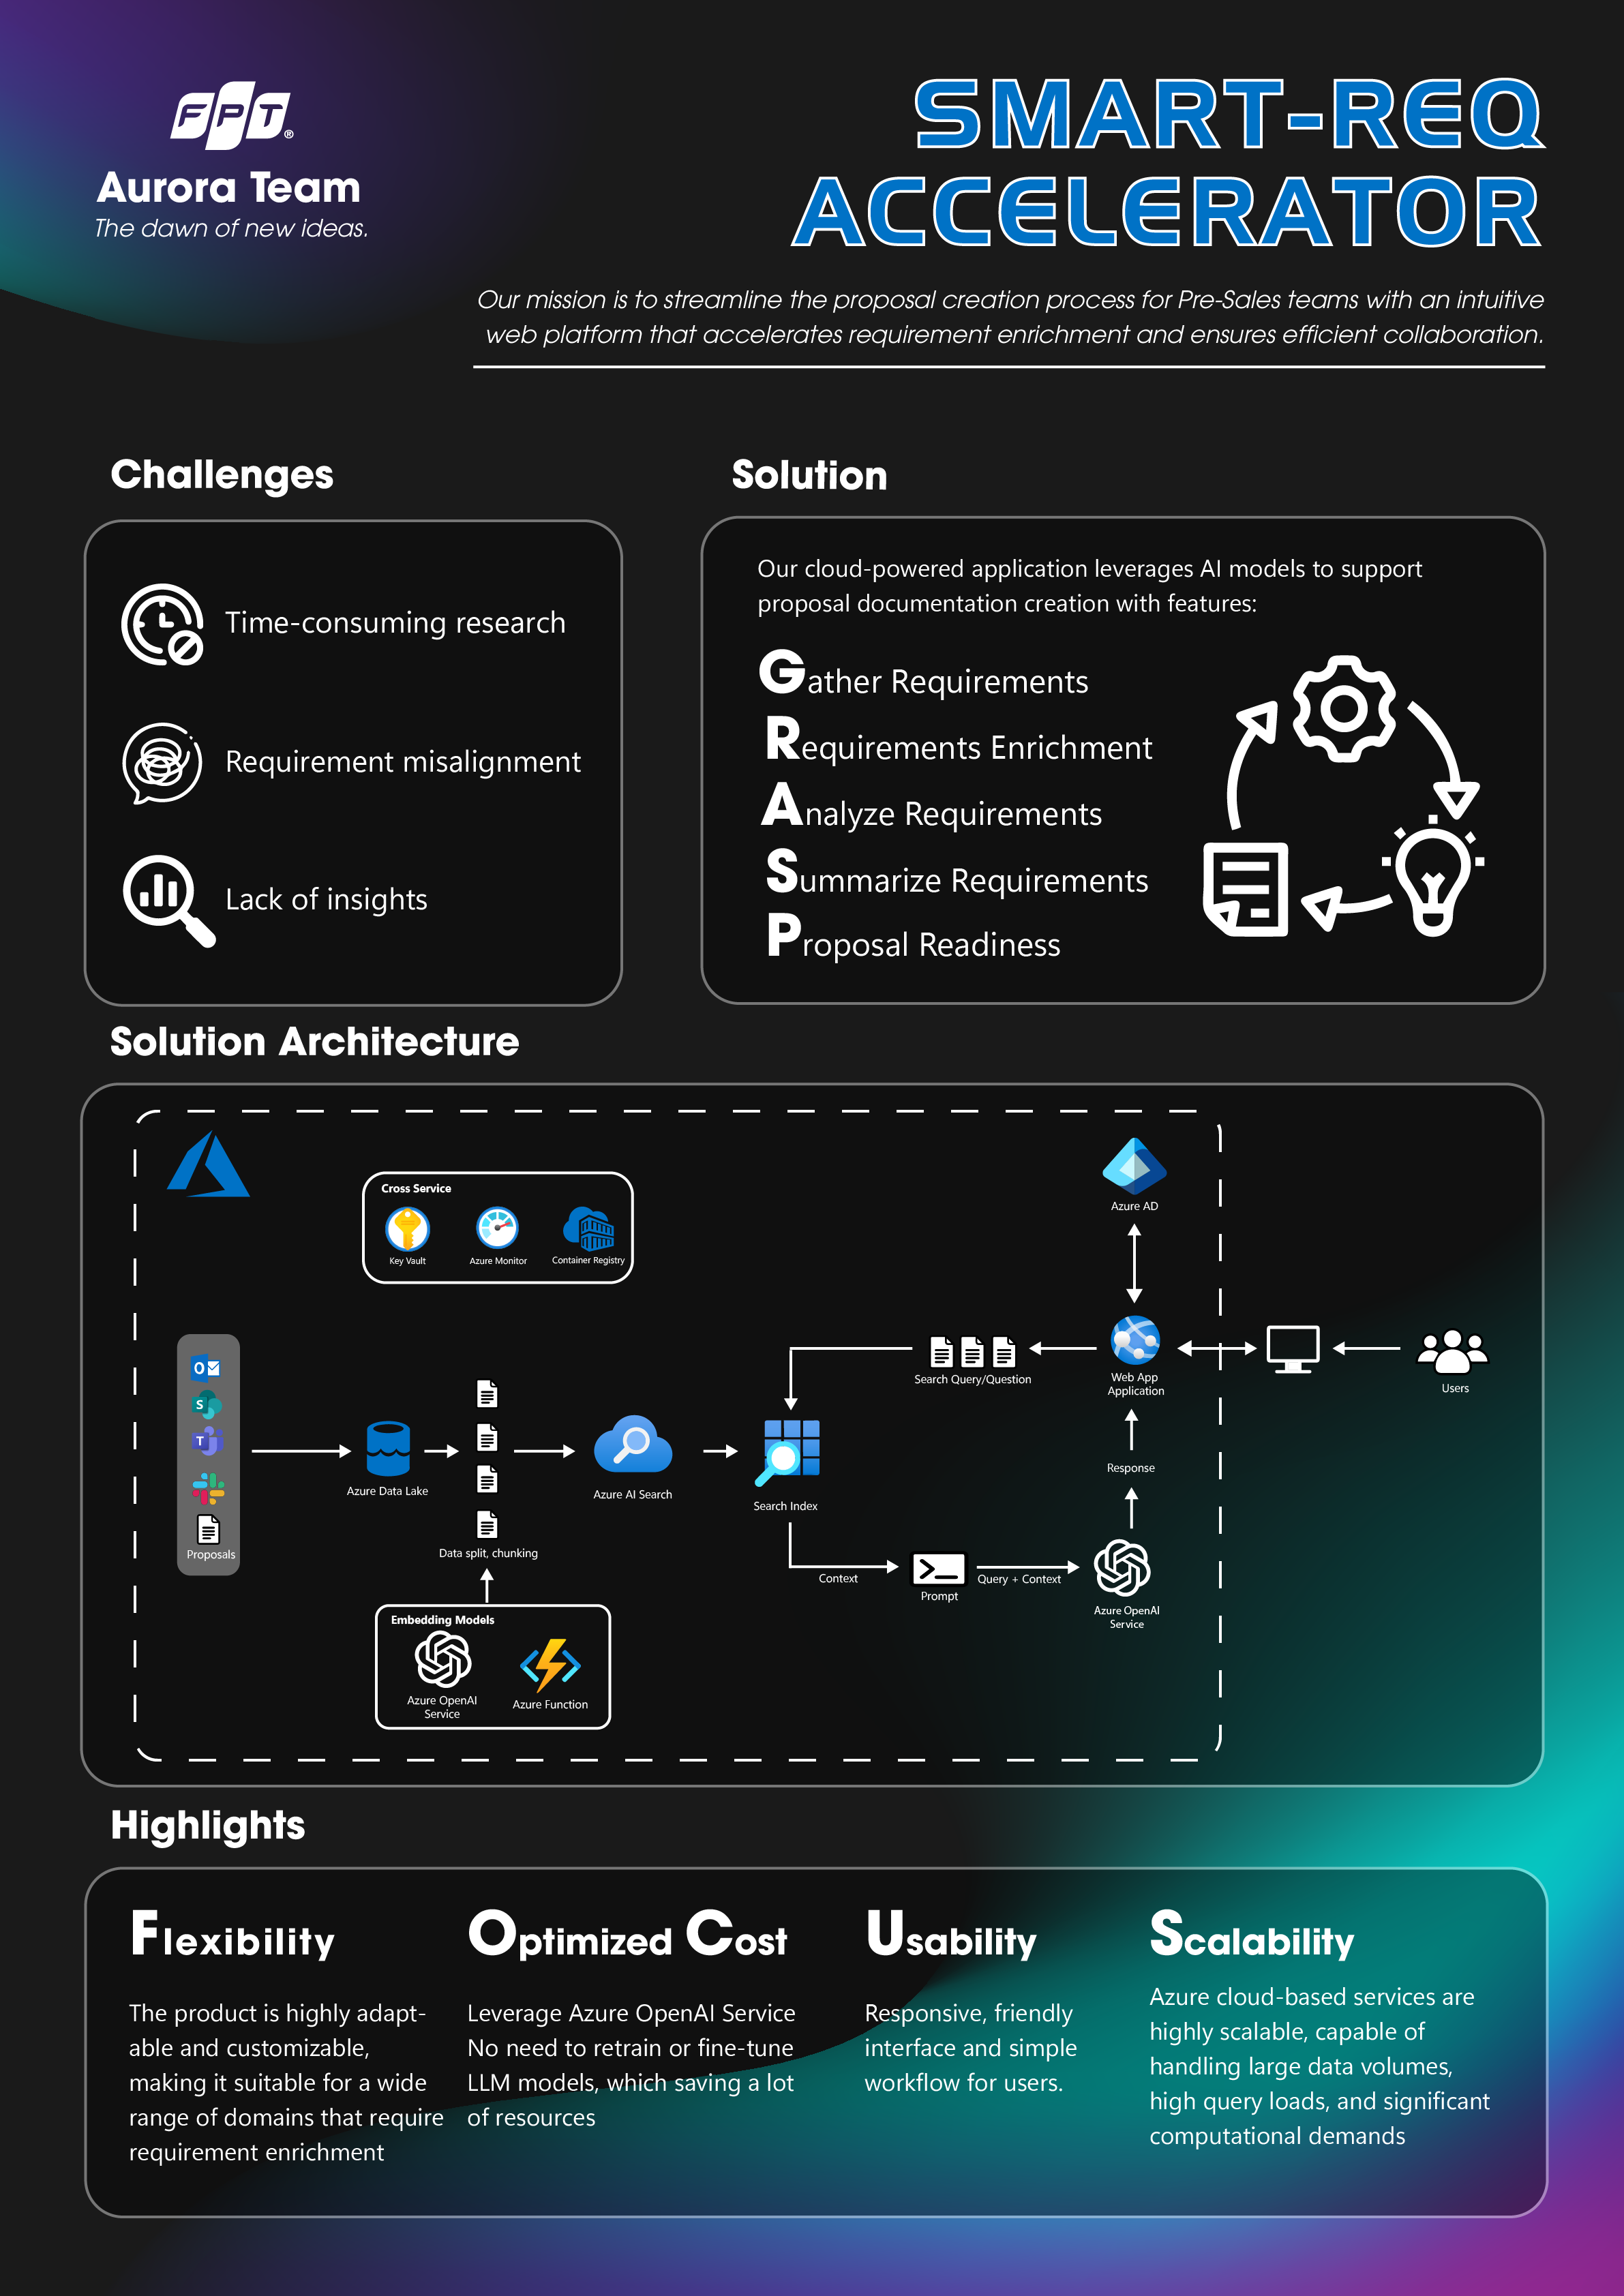 FPT®
Aurora Team
The dawn of new ideas.
SMART-REQ
ACCELERATOR
Our mission is to streamline the proposal creation process for Pre-Sales teams with an intuitive
web platform that accelerates requirement enrichment and ensures efficient collaboration.
Challenges
Time-consuming research
Requirement misalignment
Lack of insights
Solution
Our cloud-powered application leverages AI models to support
proposal documentation creation with features:
Gather Requirements
Requirements Enrichment
Analyze Requirements
Summarize Requirements
Proposal Readiness
Solution Architecture
Cross Service
Key Vault
Azure Monitor
Container Registry
Azure AD
Search Query/Question
Web App
Application
Users
O
S
T
Proposals
Azure Data Lake
Data split, chunking
Azure AI Search
Search Index
Response
Context
Prompt
Query + Context
Azure OpenAI
Service
Embedding Models
Azure OpenAI
Service
Azure Function
Highlights
Flexibility
The product is highly adapt-
able and customizable,
making it suitable for a wide
range of domains that require
requirement enrichment
Optimized Cost
Leverage Azure OpenAI Service
No need to retrain or fine-tune
LLM models, which saving a lot
of resources
Usability
Responsive, friendly
interface and simple
workflow for users.
Scalability
Azure cloud-based services are
highly scalable, capable of
handling large data volumes,
high query loads, and significant
computational demands